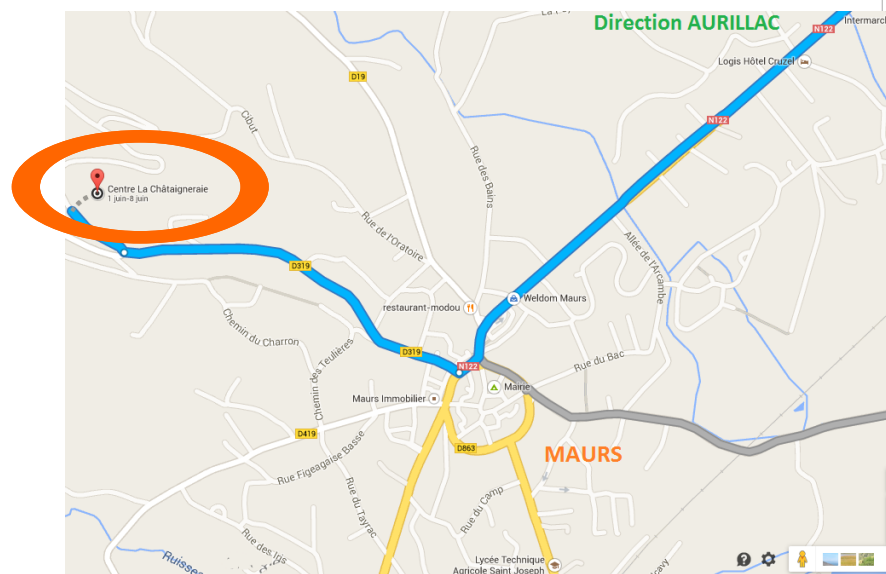 Direction AURILLAC
Intermarch
N122
Logis Hôtel Cruzel
D19
N122
Cibut
Rue des Bains
Centre La Châtaigneraie
1 juin-8 juin
Rue de l'Oratoire
Allée de l'Arcambe
D319
Weldom Maurs
restaurant-modou
Chemin du Charron
Chemin des Teulières
D319
N122
Rue du Bac
Mairie
Maurs Immobilier
D419
D863
MAURS
Rue Figeagaise Basse
Rue du Tayrac
Rue du Camp
Rue des Iris
Ruisse
Lycée Technique
Agricole Saint Joseph